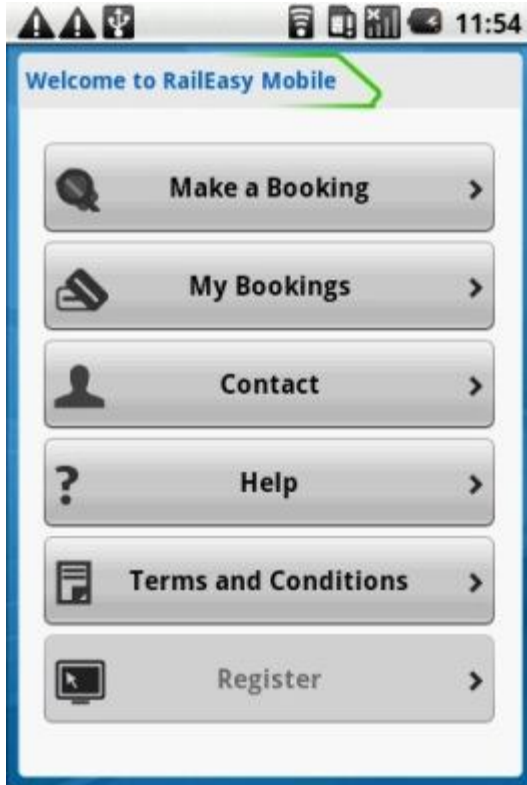 11:54
Welcome to RailEasy Mobile
Make a Booking
My Bookings
Contact
?
Help
Terms and Conditions
Register